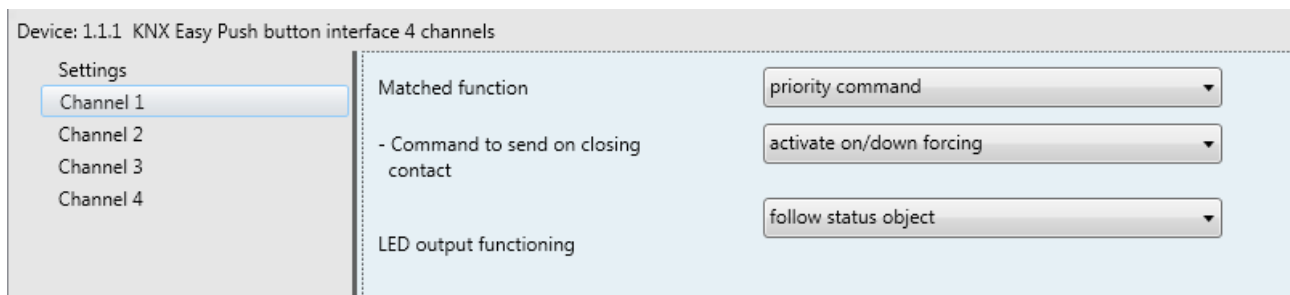 Device: 1.1.1 KNX Easy Push button interface 4 channels
Settings
Channel 1
Channel 2
Channel 3
Channel 4
Matched function
priority command
- Command to send on closing
contact
activate on/down forcing
LED output functioning
follow status object